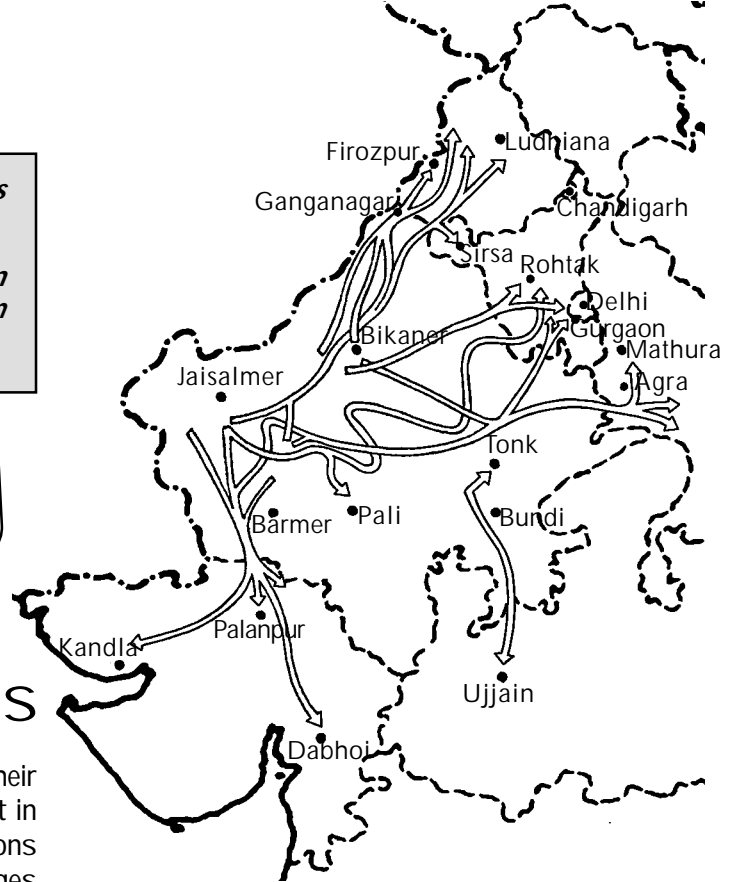 s
n
n
Ludhiana
Firozpur
Ganganagar
Chandigarh
Sirsa
Rohtak
Delhi
Gurgaon
Bikaner
Mathura
Jaisalmer
Agra
Tonk
Pali
Bundi
Barmer
Palanpur
Kandla
Ujjain
S
Dabhoi
heir
t in
ons
ges